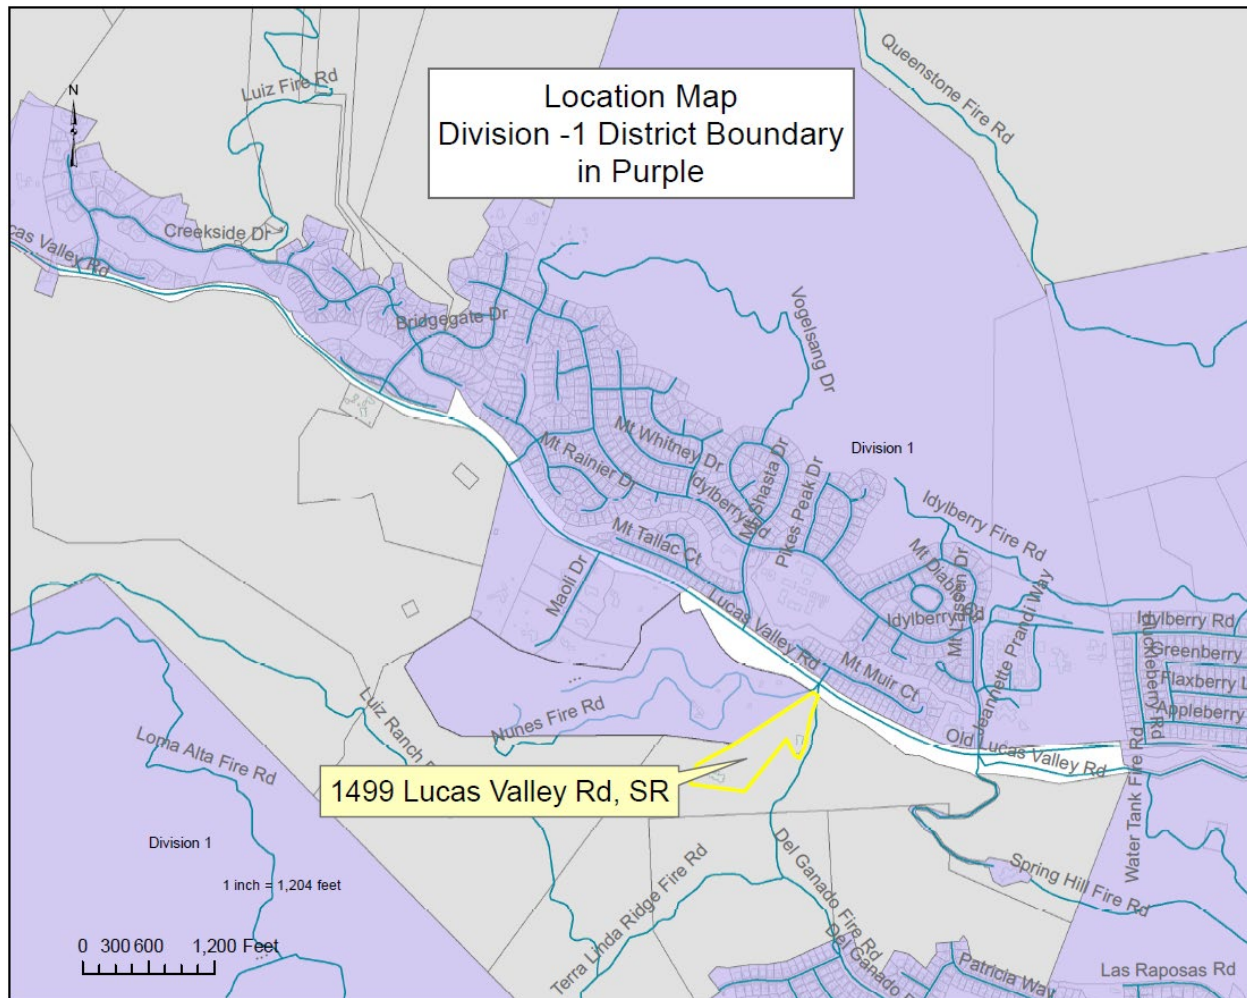 Location Map
Division -1 District Boundary
in Purple
N
Luiz Fire Rd
Queenstone Fire Rd
Creekside Dr
cas Valley Rd
Bridgegate Dr
Vogelsang Dr
Mt Whitney Dr
Mt Rainier Dr
Idylberry Rd
Mt Shasta Dr
Pikes Peak Dr
Division 1
Idylberry Fire Rd
Mt Tallac Ct
Maoli Dr
Lucas Valley Rd
Mt Diablo
Mt Lassen Dr
Idylberry Rd
Jeannette Prandi Way
Mt Muir Ct
Idylberry Rd
Huckleberry Rd
Greenberry
Flaxberry L
Appleberry
Old Lucas Valley Rd
Water Tank Fire Rd
Nunes Fire Rd
Luiz Ranch
Loma Alta Fire Rd
1499 Lucas Valley Rd, SR
Division 1
1 inch = 1,204 feet
0 300 600 1,200 Feet
Terra Linda Ridge Fire Rd
Del Ganado Fire Rd
Del Ganado
Spring Hill Fire Rd
Patricia Way
Las Raposas Rd